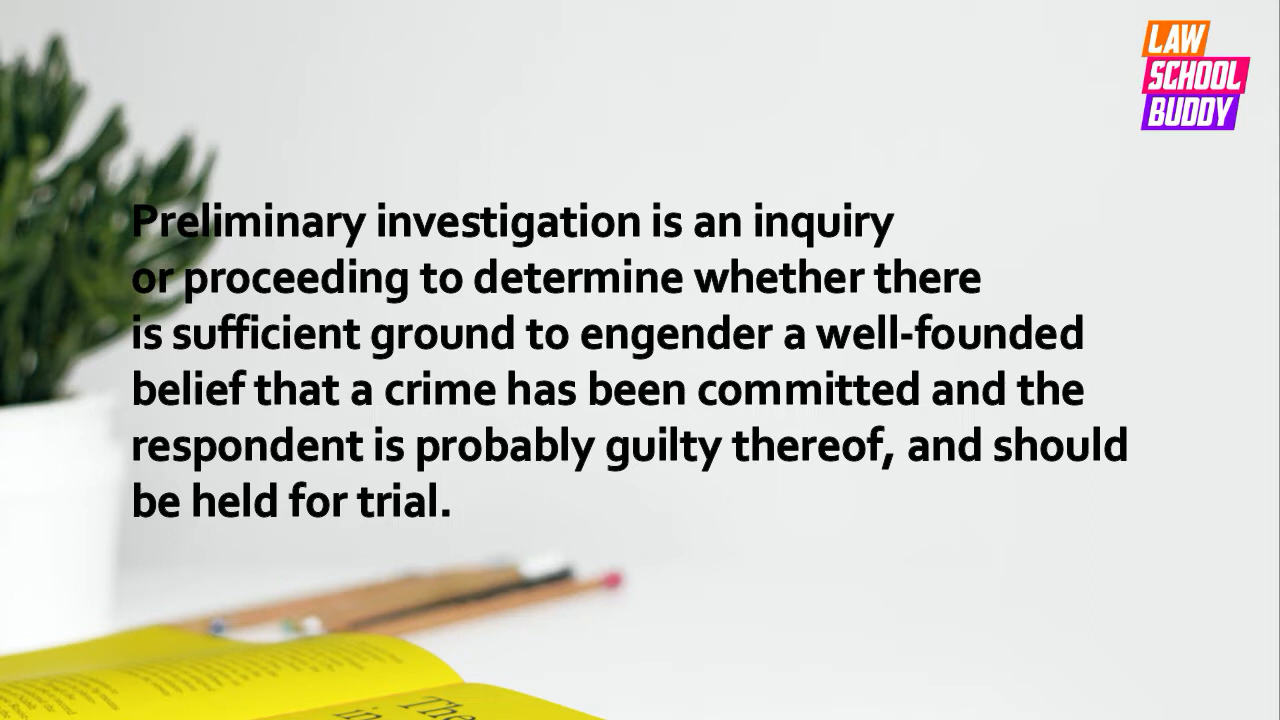 LAW
SCHOOL
BUDDY
Preliminary investigation is an inquiry
or proceeding to determine whether there
is sufficient ground to engender a well-founded
belief that a crime has been committed and the
respondent is probably guilty thereof, and should
be held for trial.
The
in